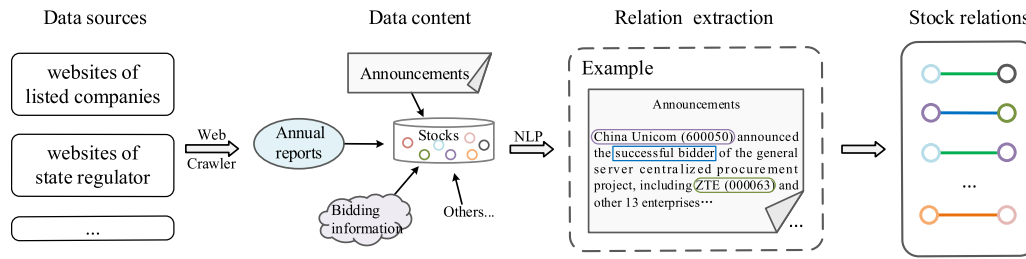 Data sources
Data content
Relation extraction
Stock relations
websites of
listed companies
websites of
state regulator
...
Web
Crawler
Announcements
Annual
reports
Stocks
Bidding
information
Others...
NLP
Example
Announcements
China Unicom (600050) announced
the successful bidder of the general
server centralized procurement
project, including ZTE (000063) and
other 13 enterprises···
...
...